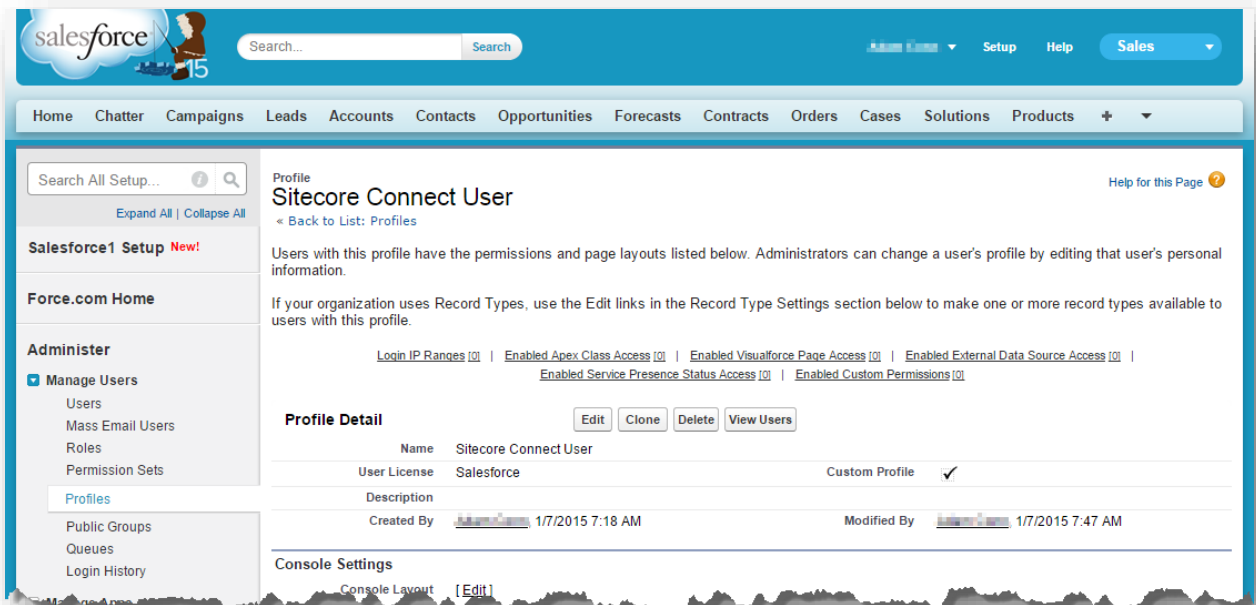 salesforce
15
Search...
Search
Setup
Help
Sales
Home
Chatter
Campaigns
Leads
Accounts
Contacts
Opportunities
Forecasts
Contracts
Orders
Cases
Solutions
Products
Search All Setup...
Expand All | Collapse All
Salesforce1 Setup New!
Force.com Home
Administer
Manage Users
Users
Mass Email Users
Roles
Permission Sets
Profiles
Public Groups
Queues
Login History
Profile
Sitecore Connect User
« Back to List: Profiles
Help for this Page
Users with this profile have the permissions and page layouts listed below. Administrators can change a user's profile by editing that user's personal
information.
If your organization uses Record Types, use the Edit links in the Record Type Settings section below to make one or more record types available to
users with this profile.
Login IP Ranges [0] | Enabled Apex Class Access [0] | Enabled Visualforce Page Access [0] | Enabled External Data Source Access [0] |
Enabled Service Presence Status Access [0] | Enabled Custom Permissions [0]
Profile Detail
Edit
Clone
Delete
View Users
Name Sitecore Connect User
User License Salesforce
Custom Profile
Description
Created By , 1/7/2015 7:18 AM
Modified By , 1/7/2015 7:47 AM
Console Settings
Console Layout [ Edit ]